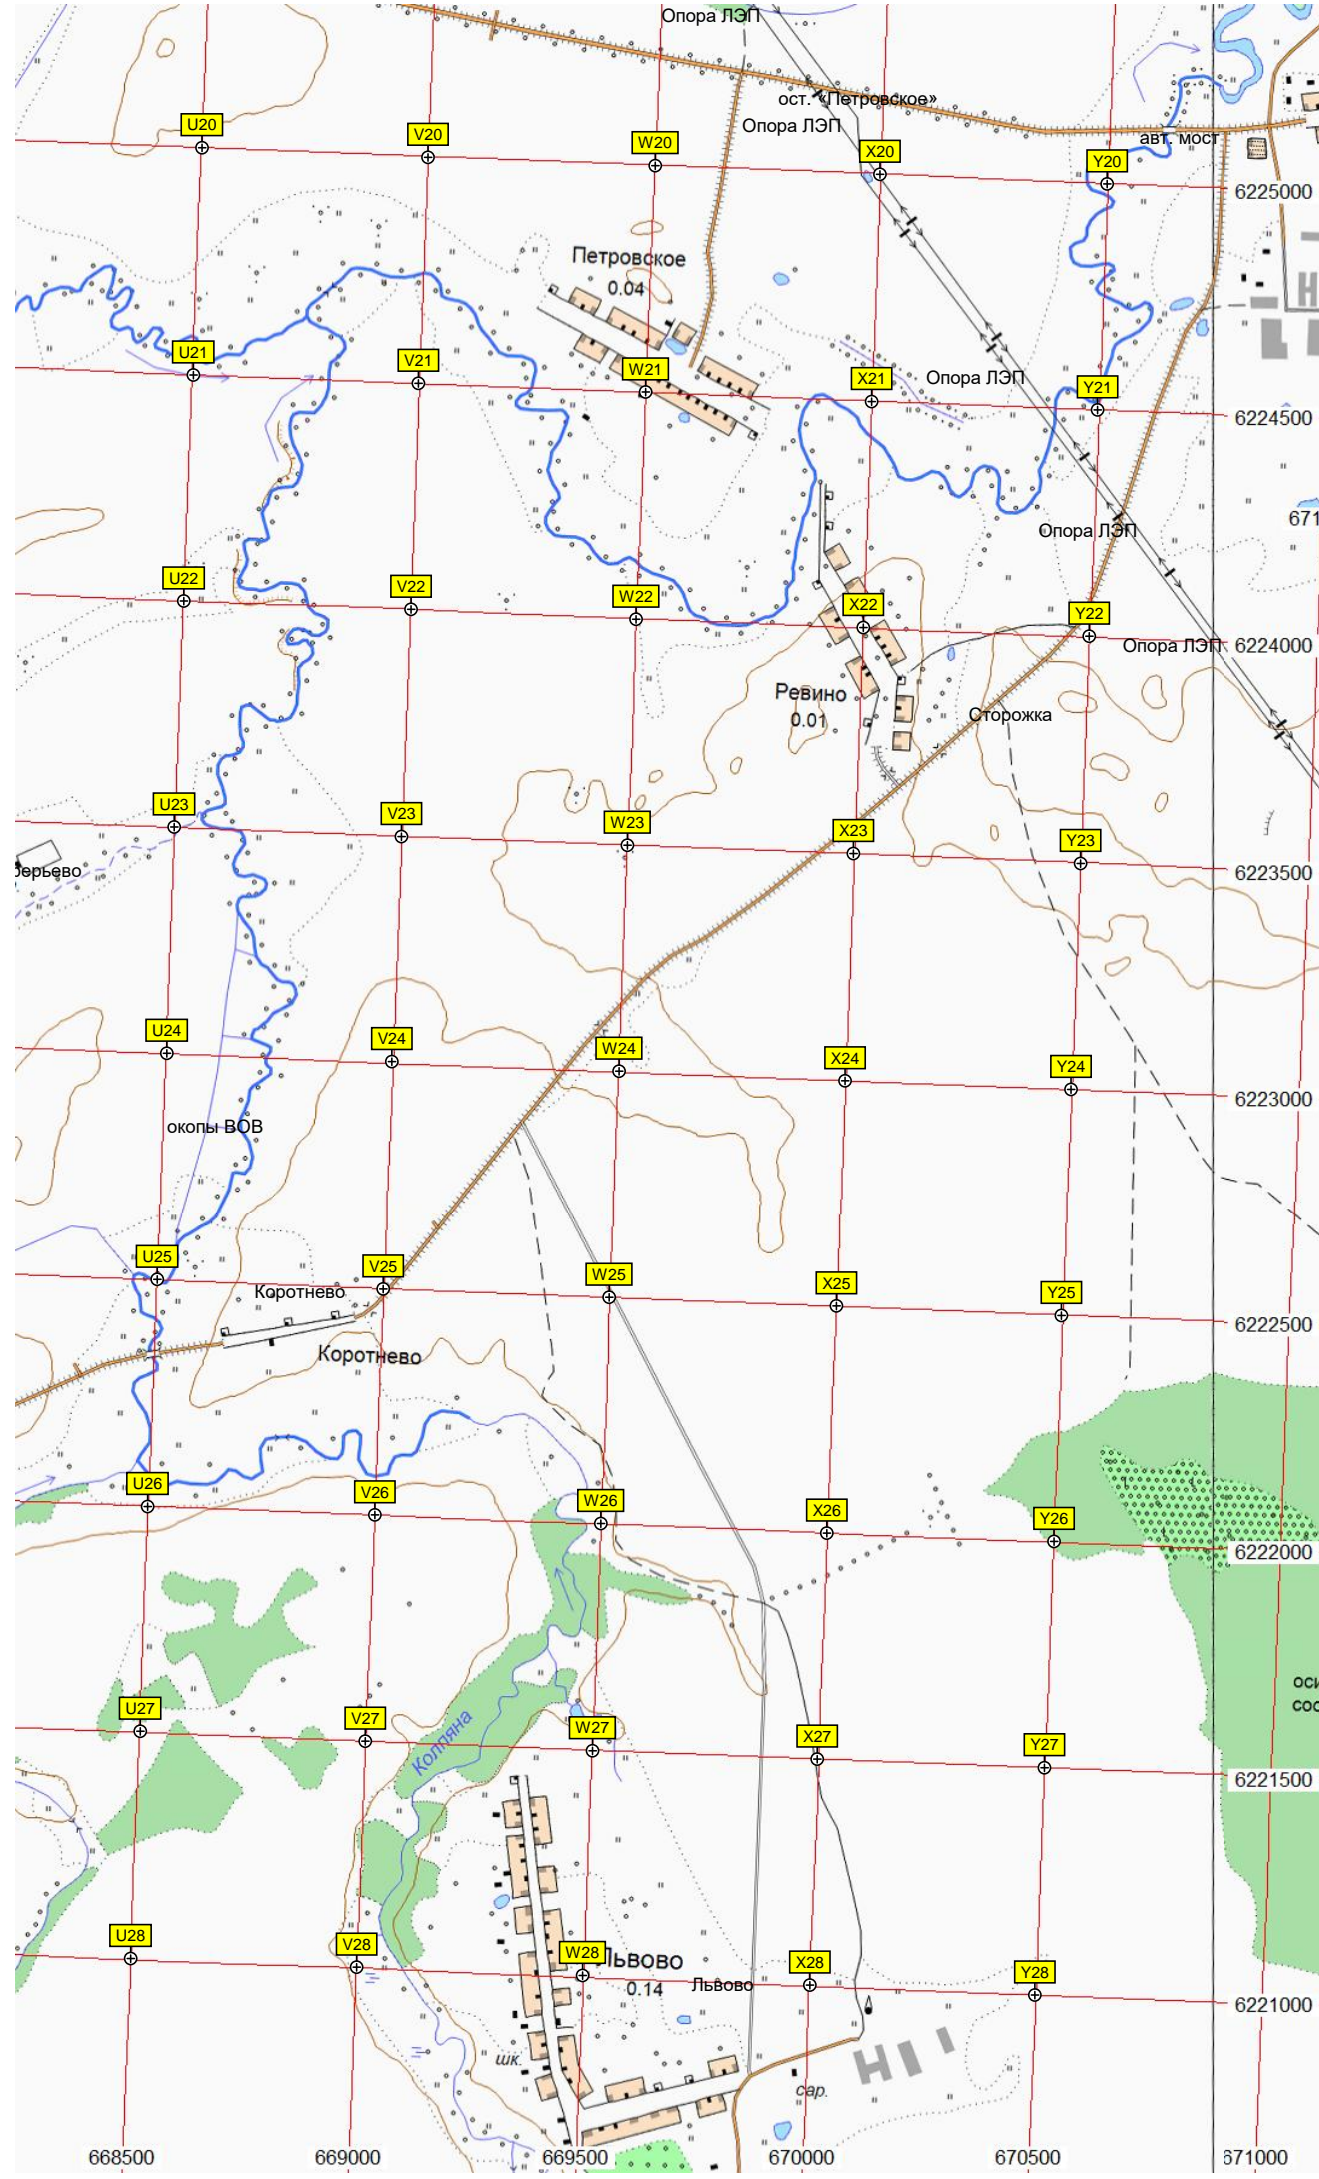 Опора ЛЭП
ост. «Петровское»
Опора ЛЭП
авт. мост
U20
V20
W20
X20
Y20
6225000
Петровское
0.04
U21
V21
W21
X21
Опора ЛЭП
Y21
6224500
671
Опора ЛЭП
U22
V22
W22
X22
Y22
6224000
Опора ЛЭП
Ревино
0.01
Сторожка
U23
V23
W23
X23
Y23
6223500
U24
V24
W24
X24
Y24
6223000
окопы ВОВ
U25
V25
W25
X25
Y25
6222500
Коротнево
Коротнево
U26
V26
W26
X26
Y26
6222000
U27
V27
W27
X27
Y27
6221500
Колпяна
U28
V28
W28
X28
Y28
6221000
Львово
0.14
Львово
шк.
сар.
668500
669000
669500
670000
670500
671000